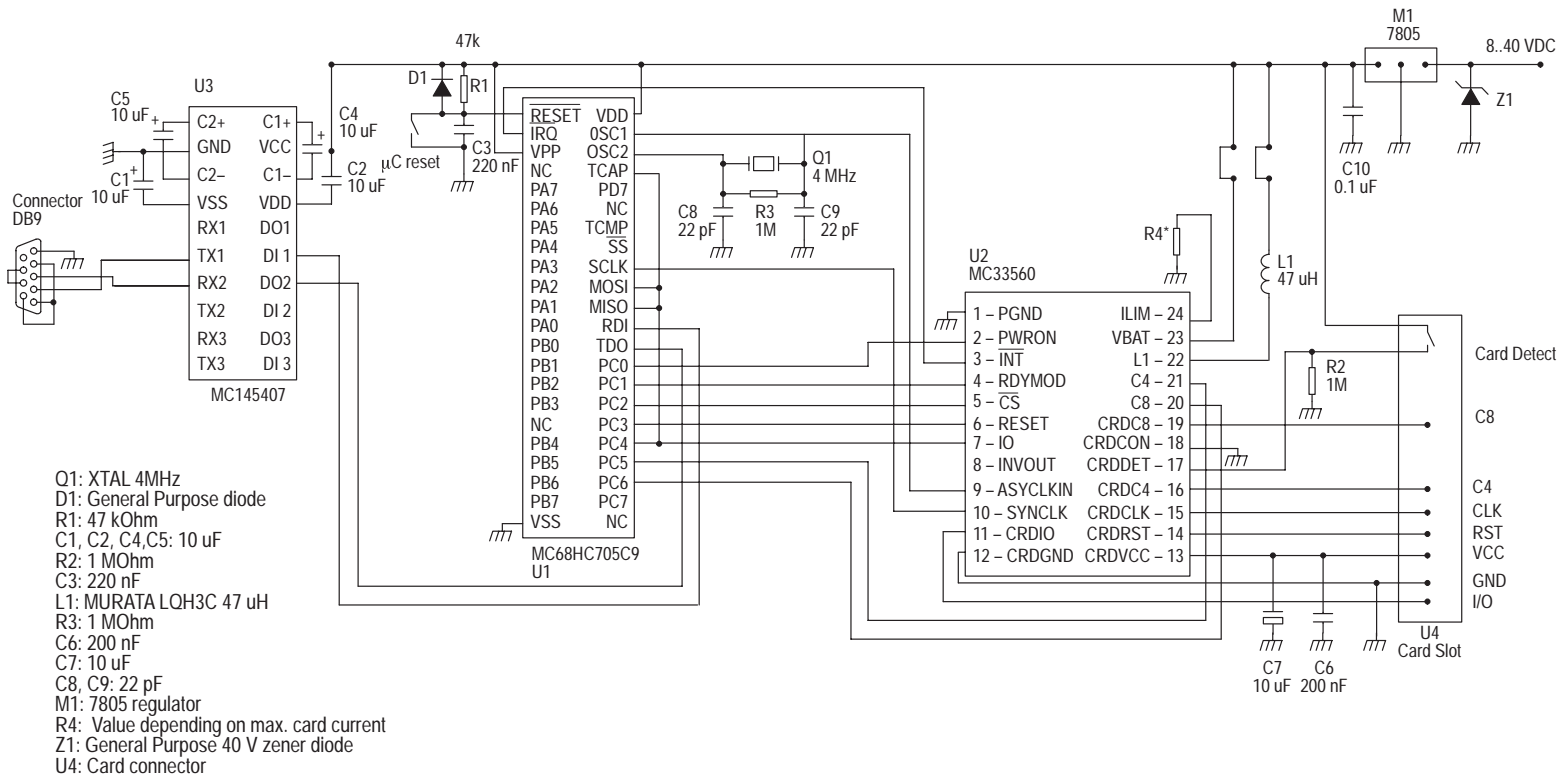 M1
7805
8..40 VDC
Z1
C10
0.1 uF
47k
D1
R1
C3
220 nF
μC reset
U3
C5
10 uF
C4
10 uF
C2
10 uF
C1
10 uF
+
+
+
C2+ C1+
GND VCC
C2– C1–
VSS VDD
RX1 DO1
TX1 DI 1
RX2 DO2
TX2 DI 2
RX3 DO3
TX3 DI 3
MC145407
Connector
DB9
RESET VDD
IRQ 0SC1
VPP OSC2
NC TCAP
PA7 PD7
PA6 NC
PA5 TCMP
PA4 SS
PA3 SCLK
PA2 MOSI
PA1 MISO
PA0 RDI
PB0 TDO
PB1 PC0
PB2 PC1
PB3 PC2
NC PC3
PB4 PC4
PB5 PC5
PB6 PC6
PB7 PC7
VSS NC
MC68HC705C9
U1
Q1
4 MHz
C8
22 pF
R3
1M
C9
22 pF
R4*
L1
47 uH
U2
MC33560
1 – PGND ILIM – 24
2 – PWRON VBAT – 23
3 – INT L1 – 22
4 – RDYMOD C4 – 21
5 – CS C8 – 20
6 – RESET CRDC8 – 19
7 – IO CRDCON – 18
8 – INVOUT CRDDET – 17
9 – ASYCLKIN CRDC4 – 16
10 – SYNCLK CRDCLK – 15
11 – CRDIO CRDRST – 14
12 – CRDGND CRDVCC – 13
R2
1M
Card Detect
C8
C4
CLK
RST
VCC
GND
I/O
U4
Card Slot
C7
10 uF
C6
200 nF
Q1: XTAL 4MHz
D1: General Purpose diode
R1: 47 kOhm
C1, C2, C4,C5: 10 uF
R2: 1 MOhm
C3: 220 nF
L1: MURATA LQH3C 47 uH
R3: 1 MOhm
C6: 200 nF
C7: 10 uF
C8, C9: 22 pF
M1: 7805 regulator
R4: Value depending on max. card current
Z1: General Purpose 40 V zener diode
U4: Card connector